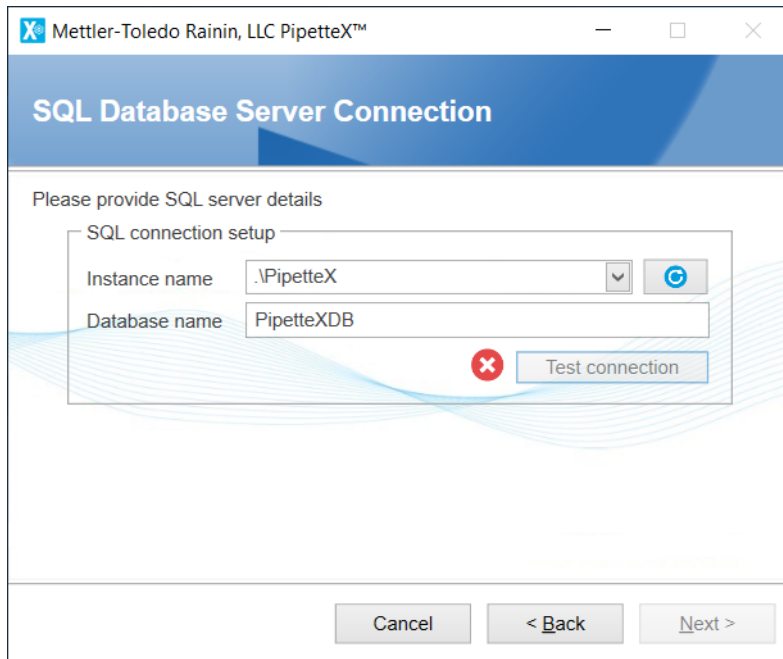 Mettler-Toledo Rainin, LLC PipetteX™
SQL Database Server Connection
Please provide SQL server details
SQL connection setup
Instance name .\PipetteX
Database name PipetteXDB
Test connection
Cancel < Back Next >